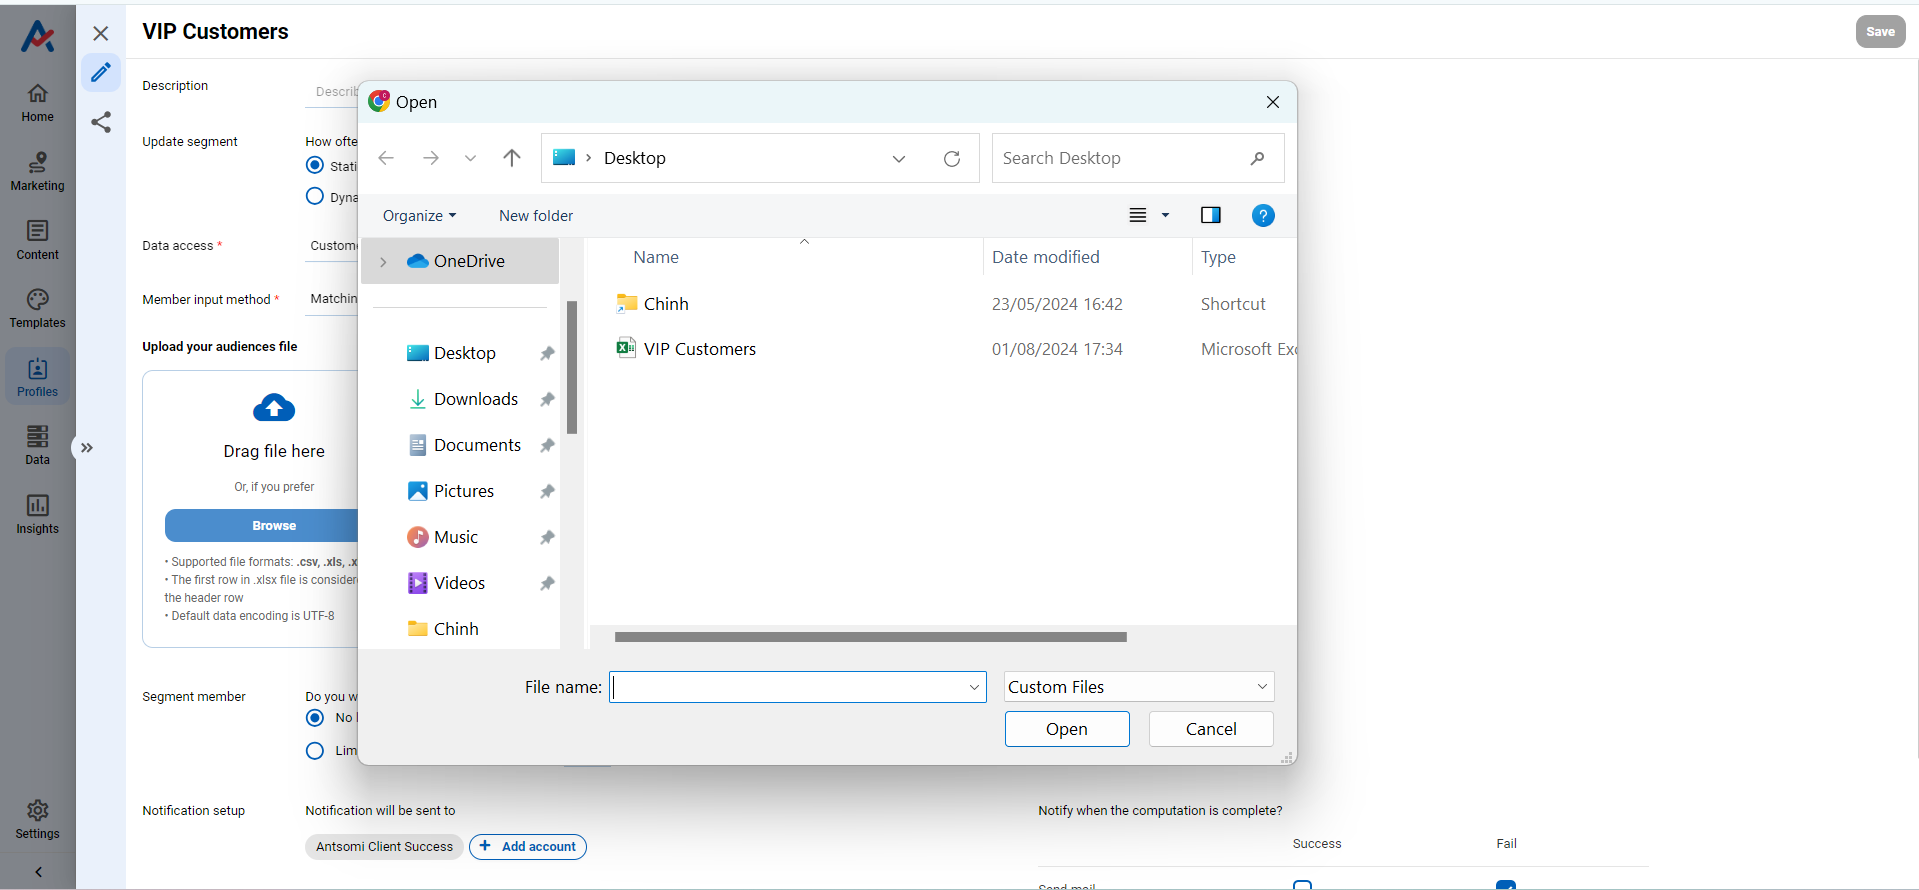 VIP Customers
Save
Home
Marketing
Content
Templates
Profiles
Data
Insights
Settings
Description
Describ
Update segment
How ofte
Stati
Dyna
Data access *
Custome
Member input method *
Matchin
Upload your audiences file
Drag file here
Or, if you prefer
Browse
• Supported file formats: .csv, .xls, .x
• The first row in .xlsx file is consider
the header row
• Default data encoding is UTF-8
Segment member
Do you w
No l
Lim
Notification setup
Notification will be sent to
Antsomi Client Success
+ Add account
Notify when the computation is complete?
Success
Fail
Send mail
Open
Desktop
Search Desktop
Organize
New folder
?
OneDrive
Desktop
Downloads
Documents
Pictures
Music
Videos
Chinh
Name
Date modified
Type
Chinh
23/05/2024 16:42
Shortcut
VIP Customers
01/08/2024 17:34
Microsoft Exc
File name:
Custom Files
Open
Cancel